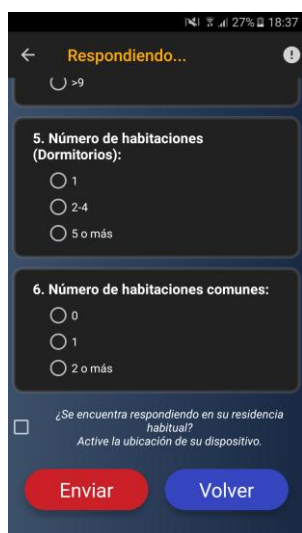 27% 18:37
Respondiendo...
>9
5. Número de habitaciones
(Dormitorios):
1
2-4
5 o más
6. Número de habitaciones comunes:
0
1
2 o más
¿Se encuentra respondiendo en su residencia
habitual?
Active la ubicación de su dispositivo.
Enviar
Volver